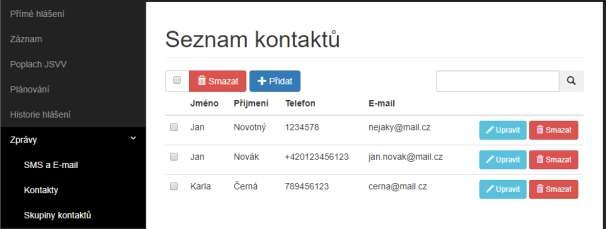 Přímé hlášení
Záznam
Poplach JSVV
Plánování
Historie hlášení
Zprávy
SMS a E-mail
Kontakty
Skupiny kontaktů
Seznam kontaktů
Smazat Přidat
Jméno Příjmení Telefon E-mail
Jan Novotný 1234578 nejaky@mail.cz Upravit Smazat
Jan Novák +420123456123 jan.novak@mail.cz Upravit Smazat
Karla Černá 789456123 cerna@mail.cz Upravit Smazat